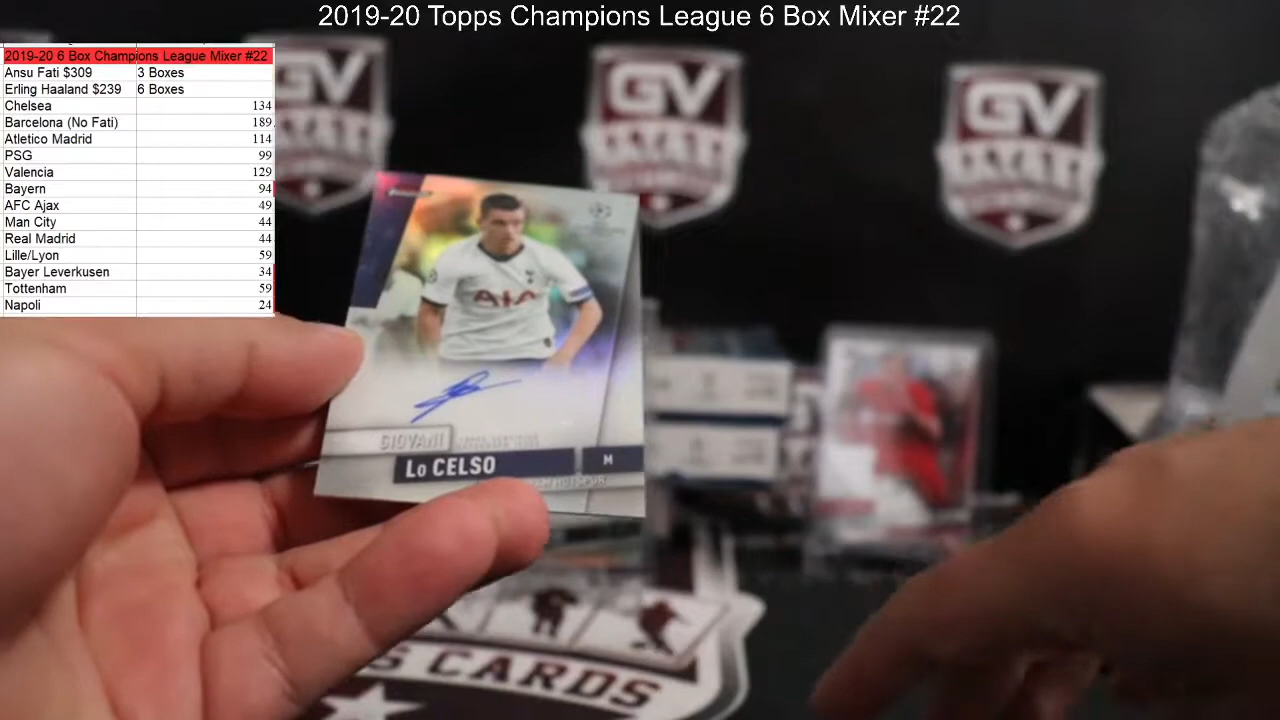 2019-20 Topps Champions League 6 Box Mixer #22
2019-20 6 Box Champions League Mixer #22
Ansu Fati $309 3 Boxes
Erling Haaland $239 6 Boxes
Chelsea 134
Barcelona (No Fati) 189
Atletico Madrid 114
PSG 99
Valencia 129
Bayern 94
AFC Ajax 49
Man City 44
Real Madrid 44
Lille/Lyon 59
Bayer Leverkusen 34
Tottenham 59
Napoli 24
GV
GV
GV
AIA
GIOVANI
LO CELSO M
S CARDS